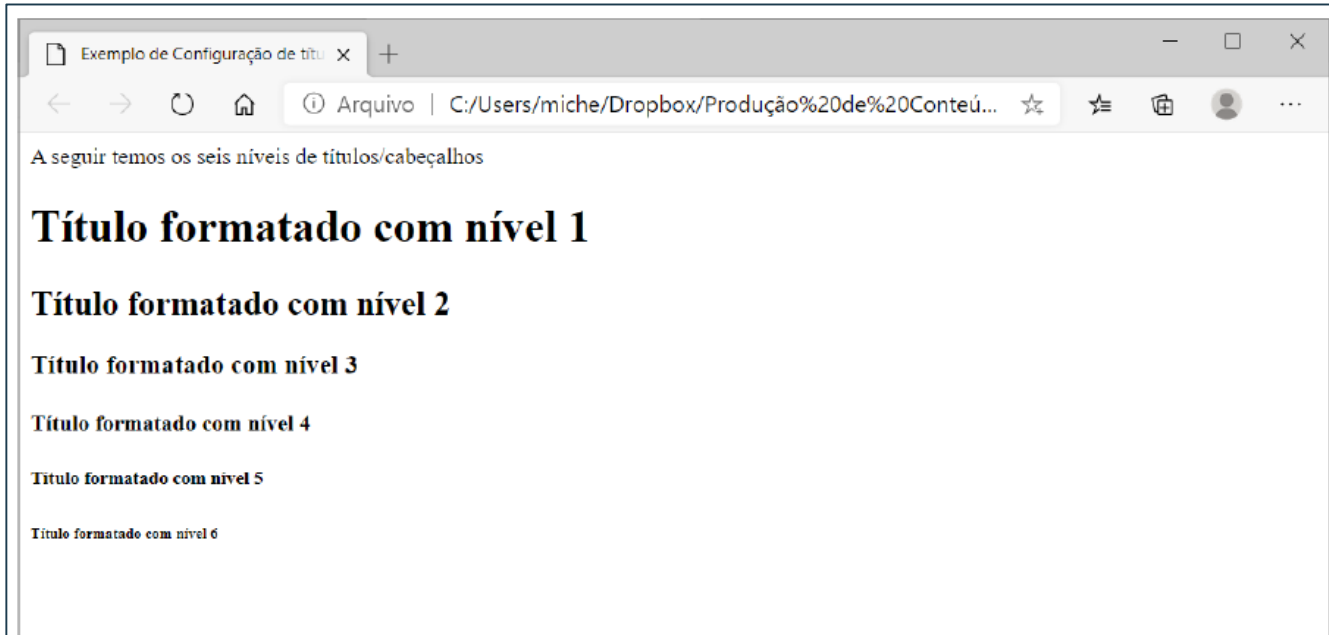 Exemplo de Configuração de títu
Arquivo | C:/Users/miche/Dropbox/Produção%20de%20Conteú...
A seguir temos os seis níveis de títulos/cabeçalhos
Título formatado com nível 1
Título formatado com nível 2
Título formatado com nível 3
Título formatado com nível 4
Título formatado com nível 5
Título formatado com nível 6